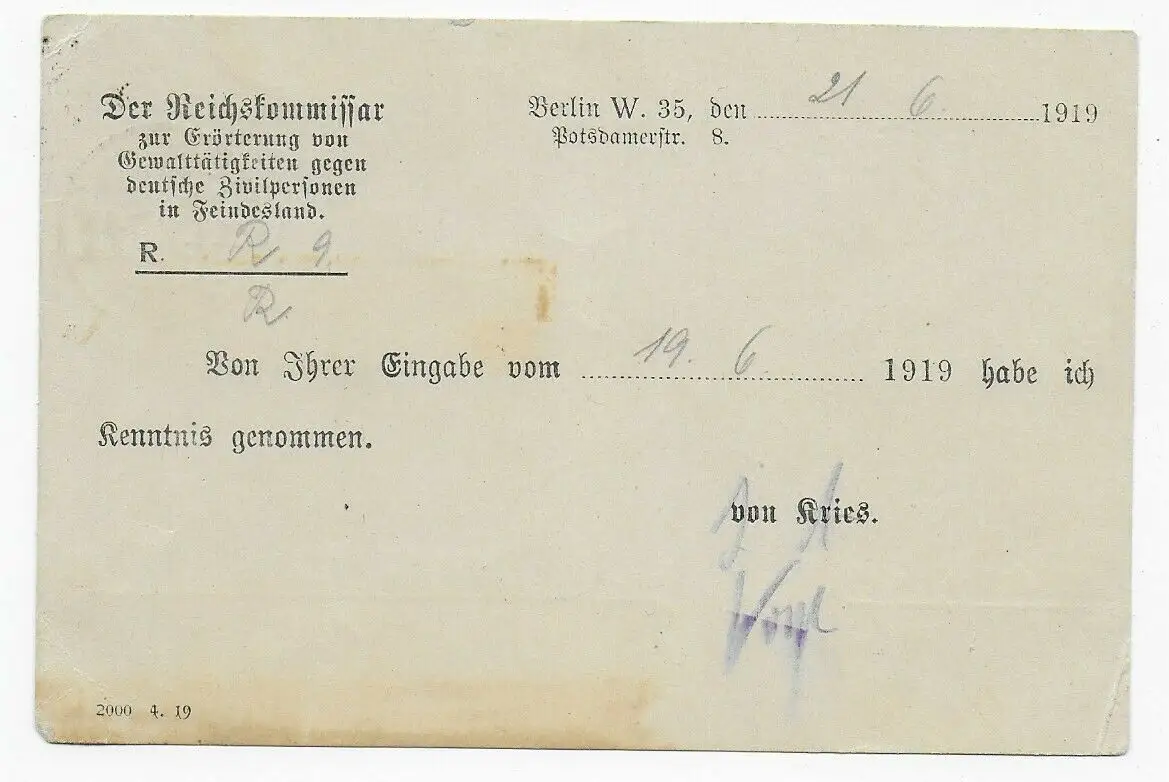 Der Reichskommissar
zur Erörterung von
Gewalttätigkeiten gegen
deutsche Zivilpersonen
in Feindesland.
Berlin W. 35, den 21 6. 1919
Potsdamerstr. 8.
R. R. 9.
R.
Von Ihrer Eingabe vom 19. 6. 1919 habe ich
Kenntnis genommen.
von Kries.
2000 4. 19